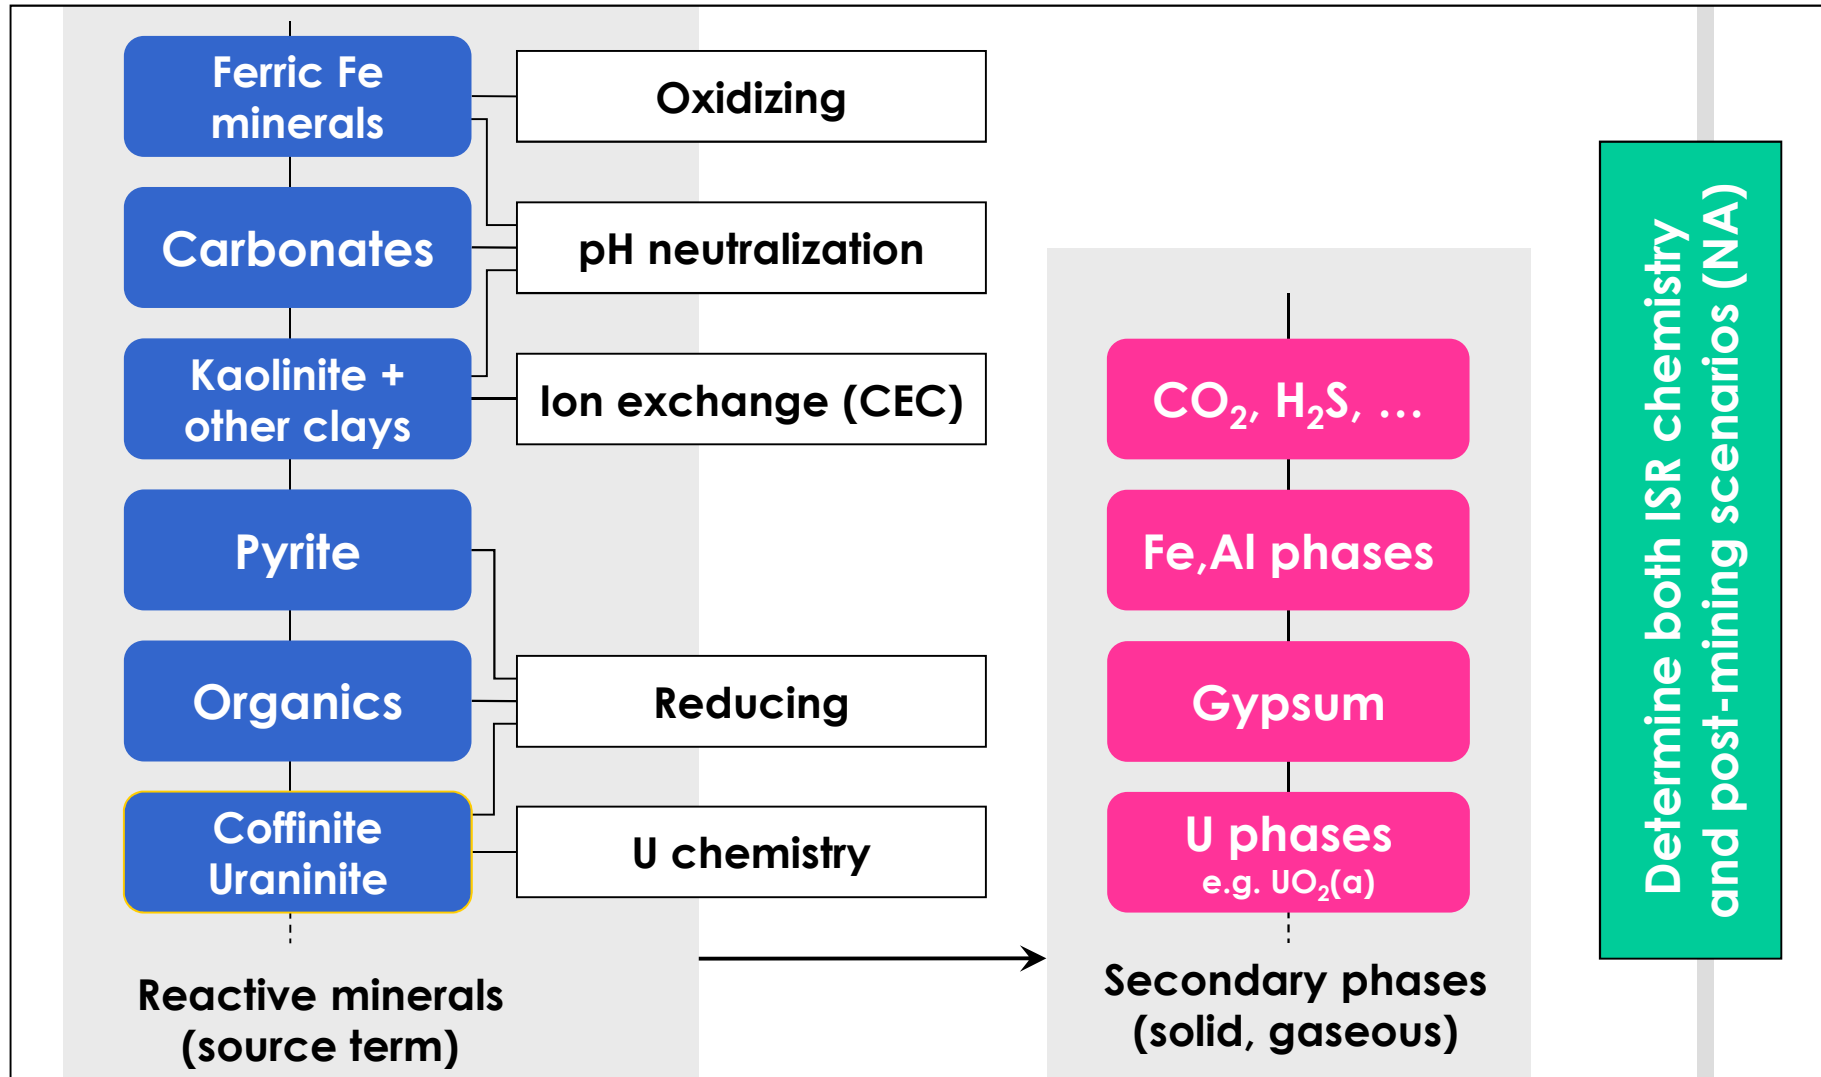 Ferric Fe
minerals
Oxidizing
Carbonates
pH neutralization
Kaolinite +
other clays
Ion exchange (CEC)
Pyrite
Organics
Reducing
Coffinite
Uraninite
U chemistry
Reactive minerals
(source term)
CO₂, H₂S, …
Fe,Al phases
Gypsum
U phases
e.g. UO₂(a)
Secondary phases
(solid, gaseous)
Determine both ISR chemistry
and post-mining scenarios (NA)